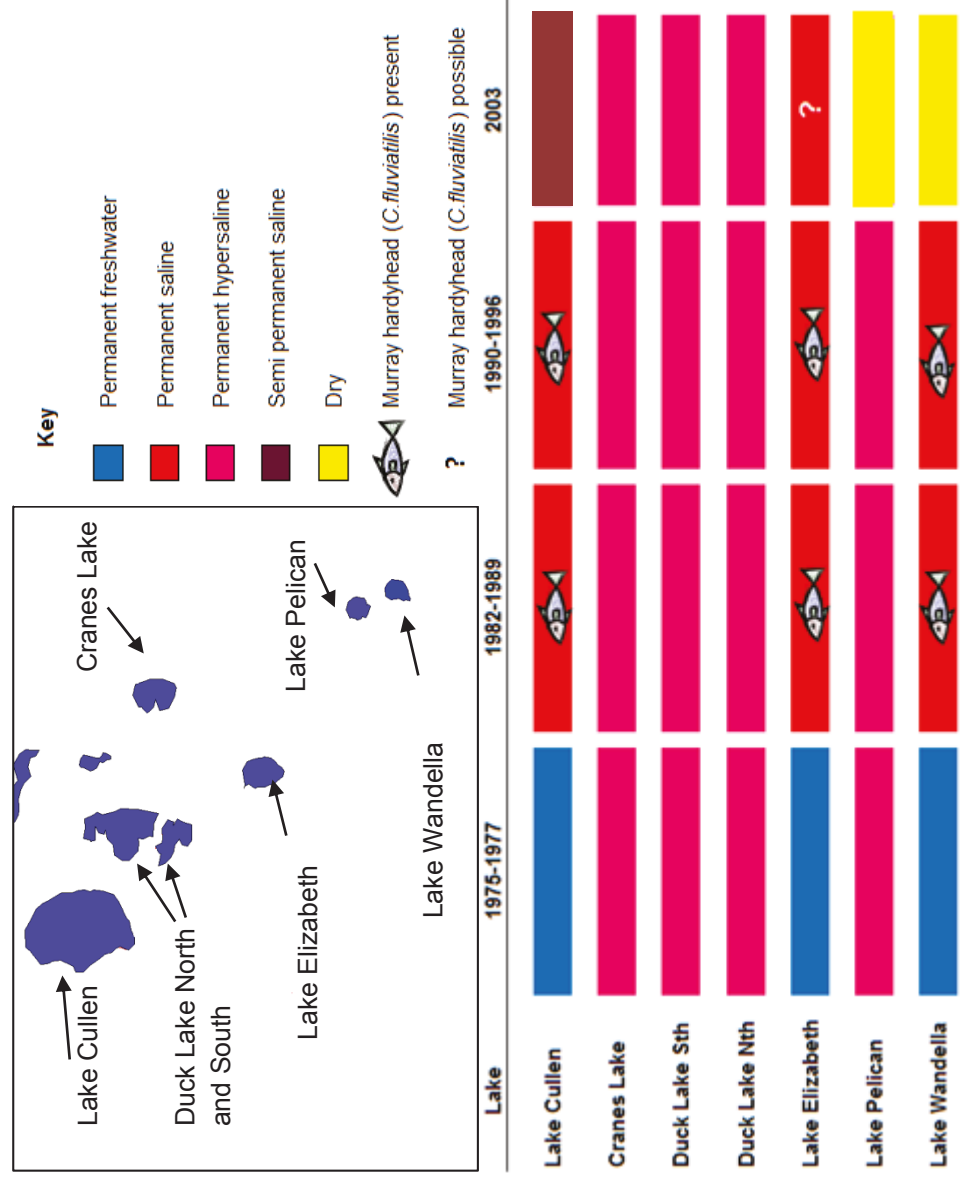 Lake Cullen
Duck Lake North
and South
Lake Elizabeth
Lake Wandella
Cranes Lake
Lake Pelican
Key
Permanent freshwater
Permanent saline
Permanent hypersaline
Semi permanent saline
Dry
Murray hardyhead (C.fluviatilis) present
? Murray hardyhead (C.fluviatilis) possible
Lake 1975-1977 1982-1989 1990-1996 2003
Lake Cullen
Cranes Lake
Duck Lake Sth
Duck Lake Nth
Lake Elizabeth ?
Lake Pelican
Lake Wandella